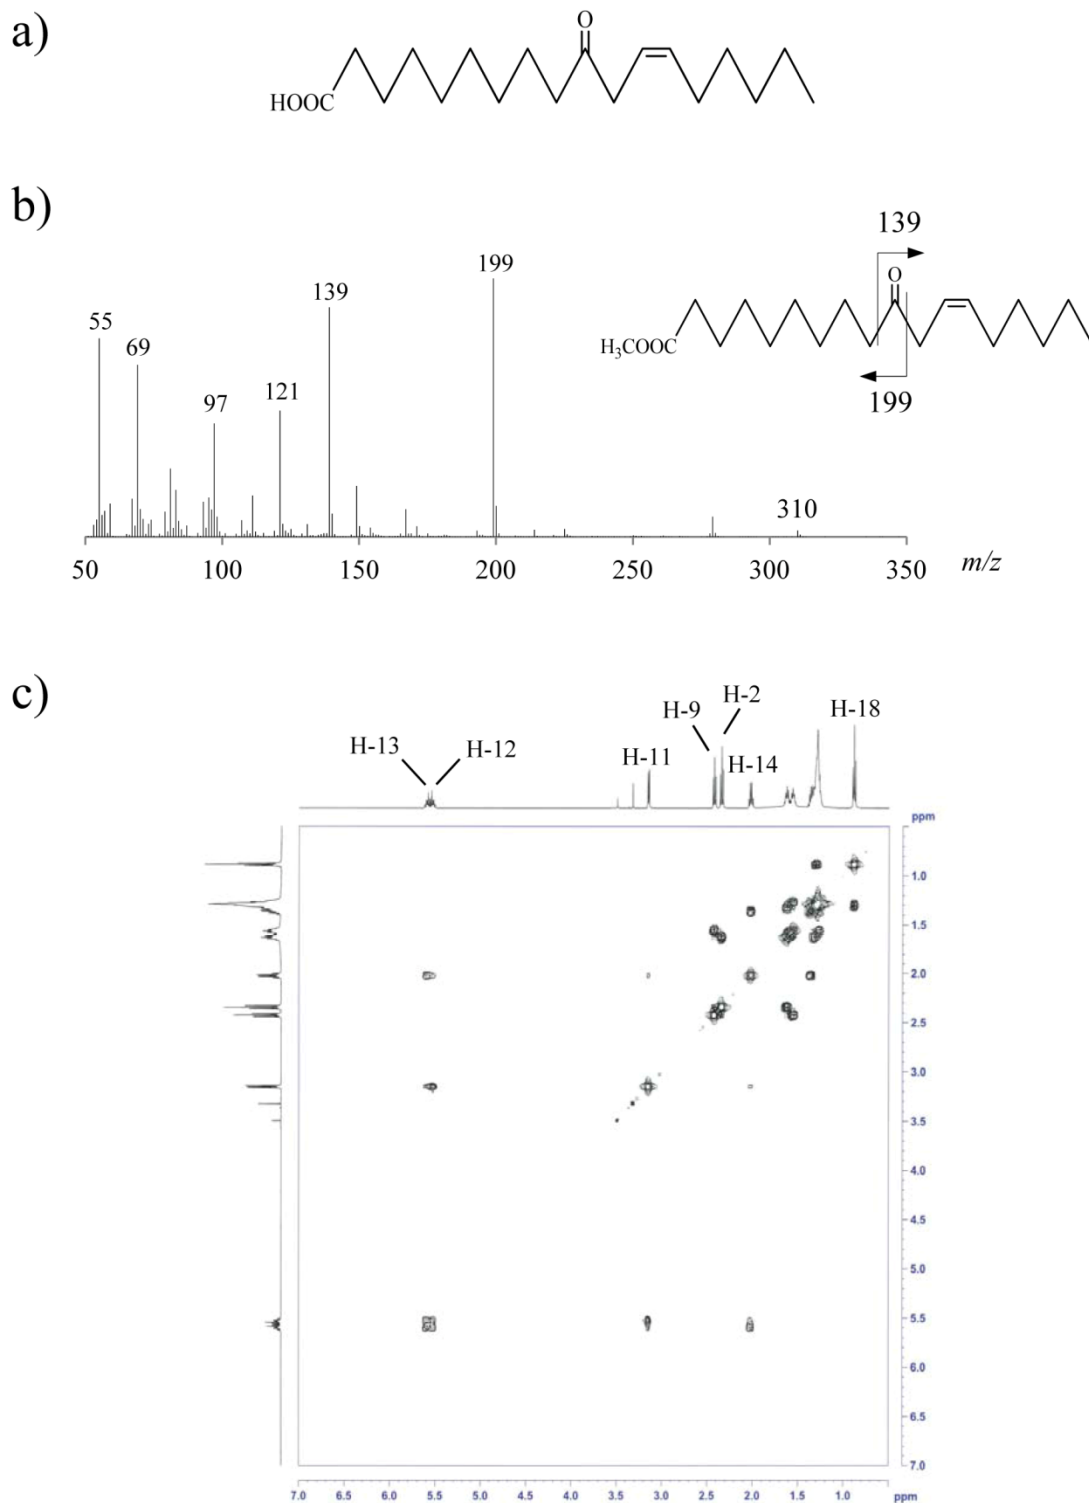 a)
O
HOOC
b)
139
O
H₃COOC
199
55
69
97
121
139
199
310
50 100 150 200 250 300 350 m/z
c)
H-13
H-12
H-11
H-9
H-2
H-14
H-18
ppm
1.0
1.5
2.0
2.5
3.0
3.5
4.0
4.5
5.0
5.5
6.0
6.5
7.0
7.0 6.5 6.0 5.5 5.0 4.5 4.0 3.5 3.0 2.5 2.0 1.5 1.0 ppm